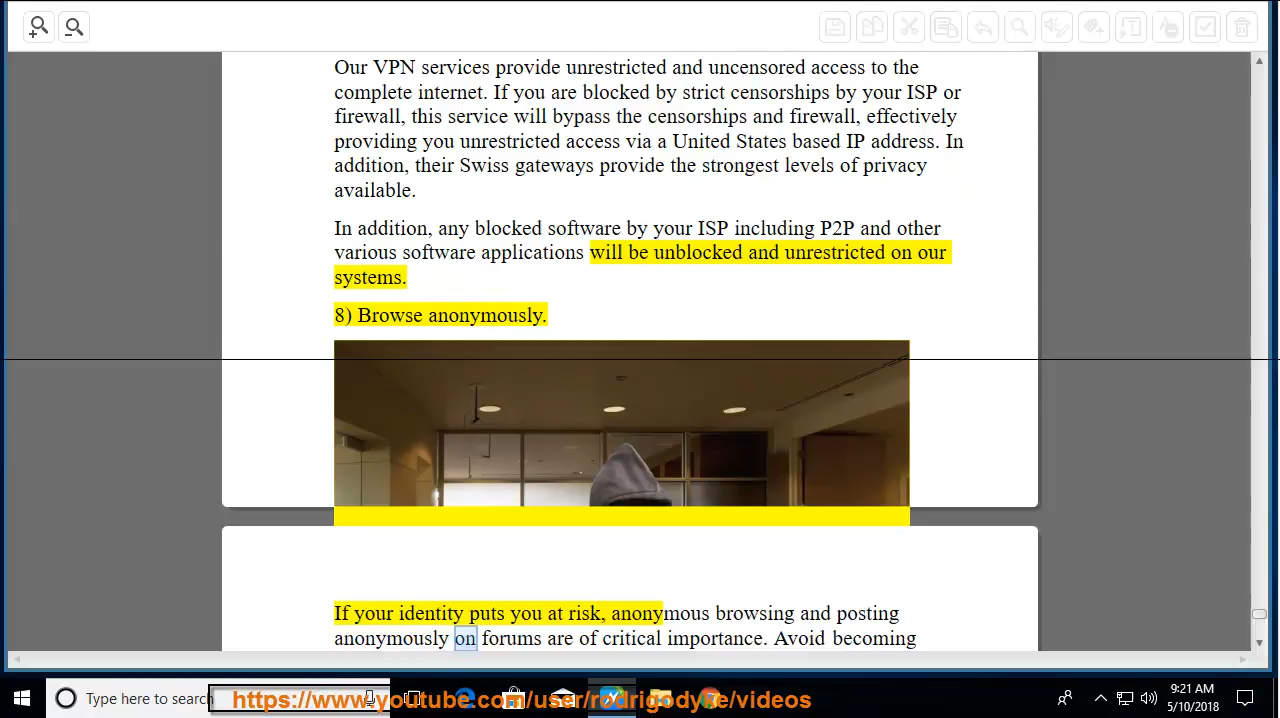 Our VPN services provide unrestricted and uncensored access to the
complete internet. If you are blocked by strict censorships by your ISP or
firewall, this service will bypass the censorships and firewall, effectively
providing you unrestricted access via a United States based IP address. In
addition, their Swiss gateways provide the strongest levels of privacy
available.
In addition, any blocked software by your ISP including P2P and other
various software applications will be unblocked and unrestricted on our
systems.
8) Browse anonymously.
If your identity puts you at risk, anonymous browsing and posting
anonymously on forums are of critical importance. Avoid becoming
Type here to search
https://www.youtube.com/user/rodrigodyke/videos
9:21 AM
5/10/2018